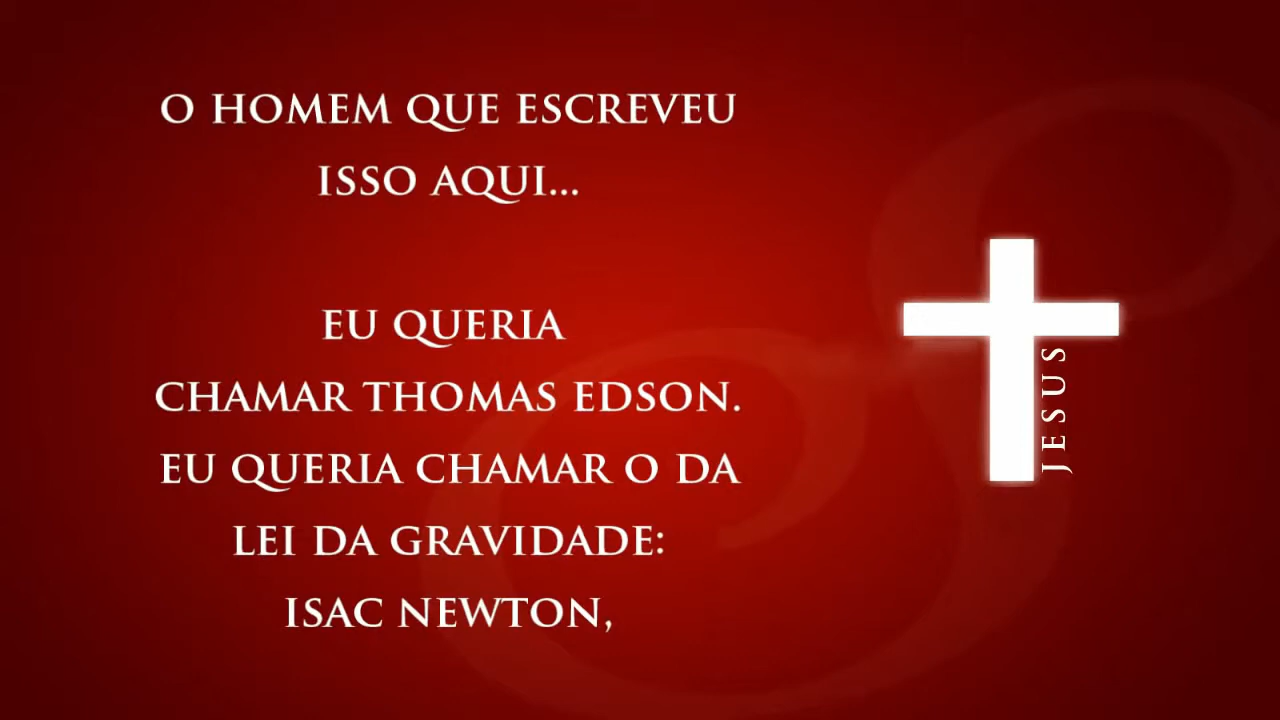 O HOMEM QUE ESCREVEU
ISSO AQUI...
EU QUERIA
CHAMAR THOMAS EDSON.
EU QUERIA CHAMAR O DA
LEI DA GRAVIDADE:
ISAC NEWTON,
JESUS